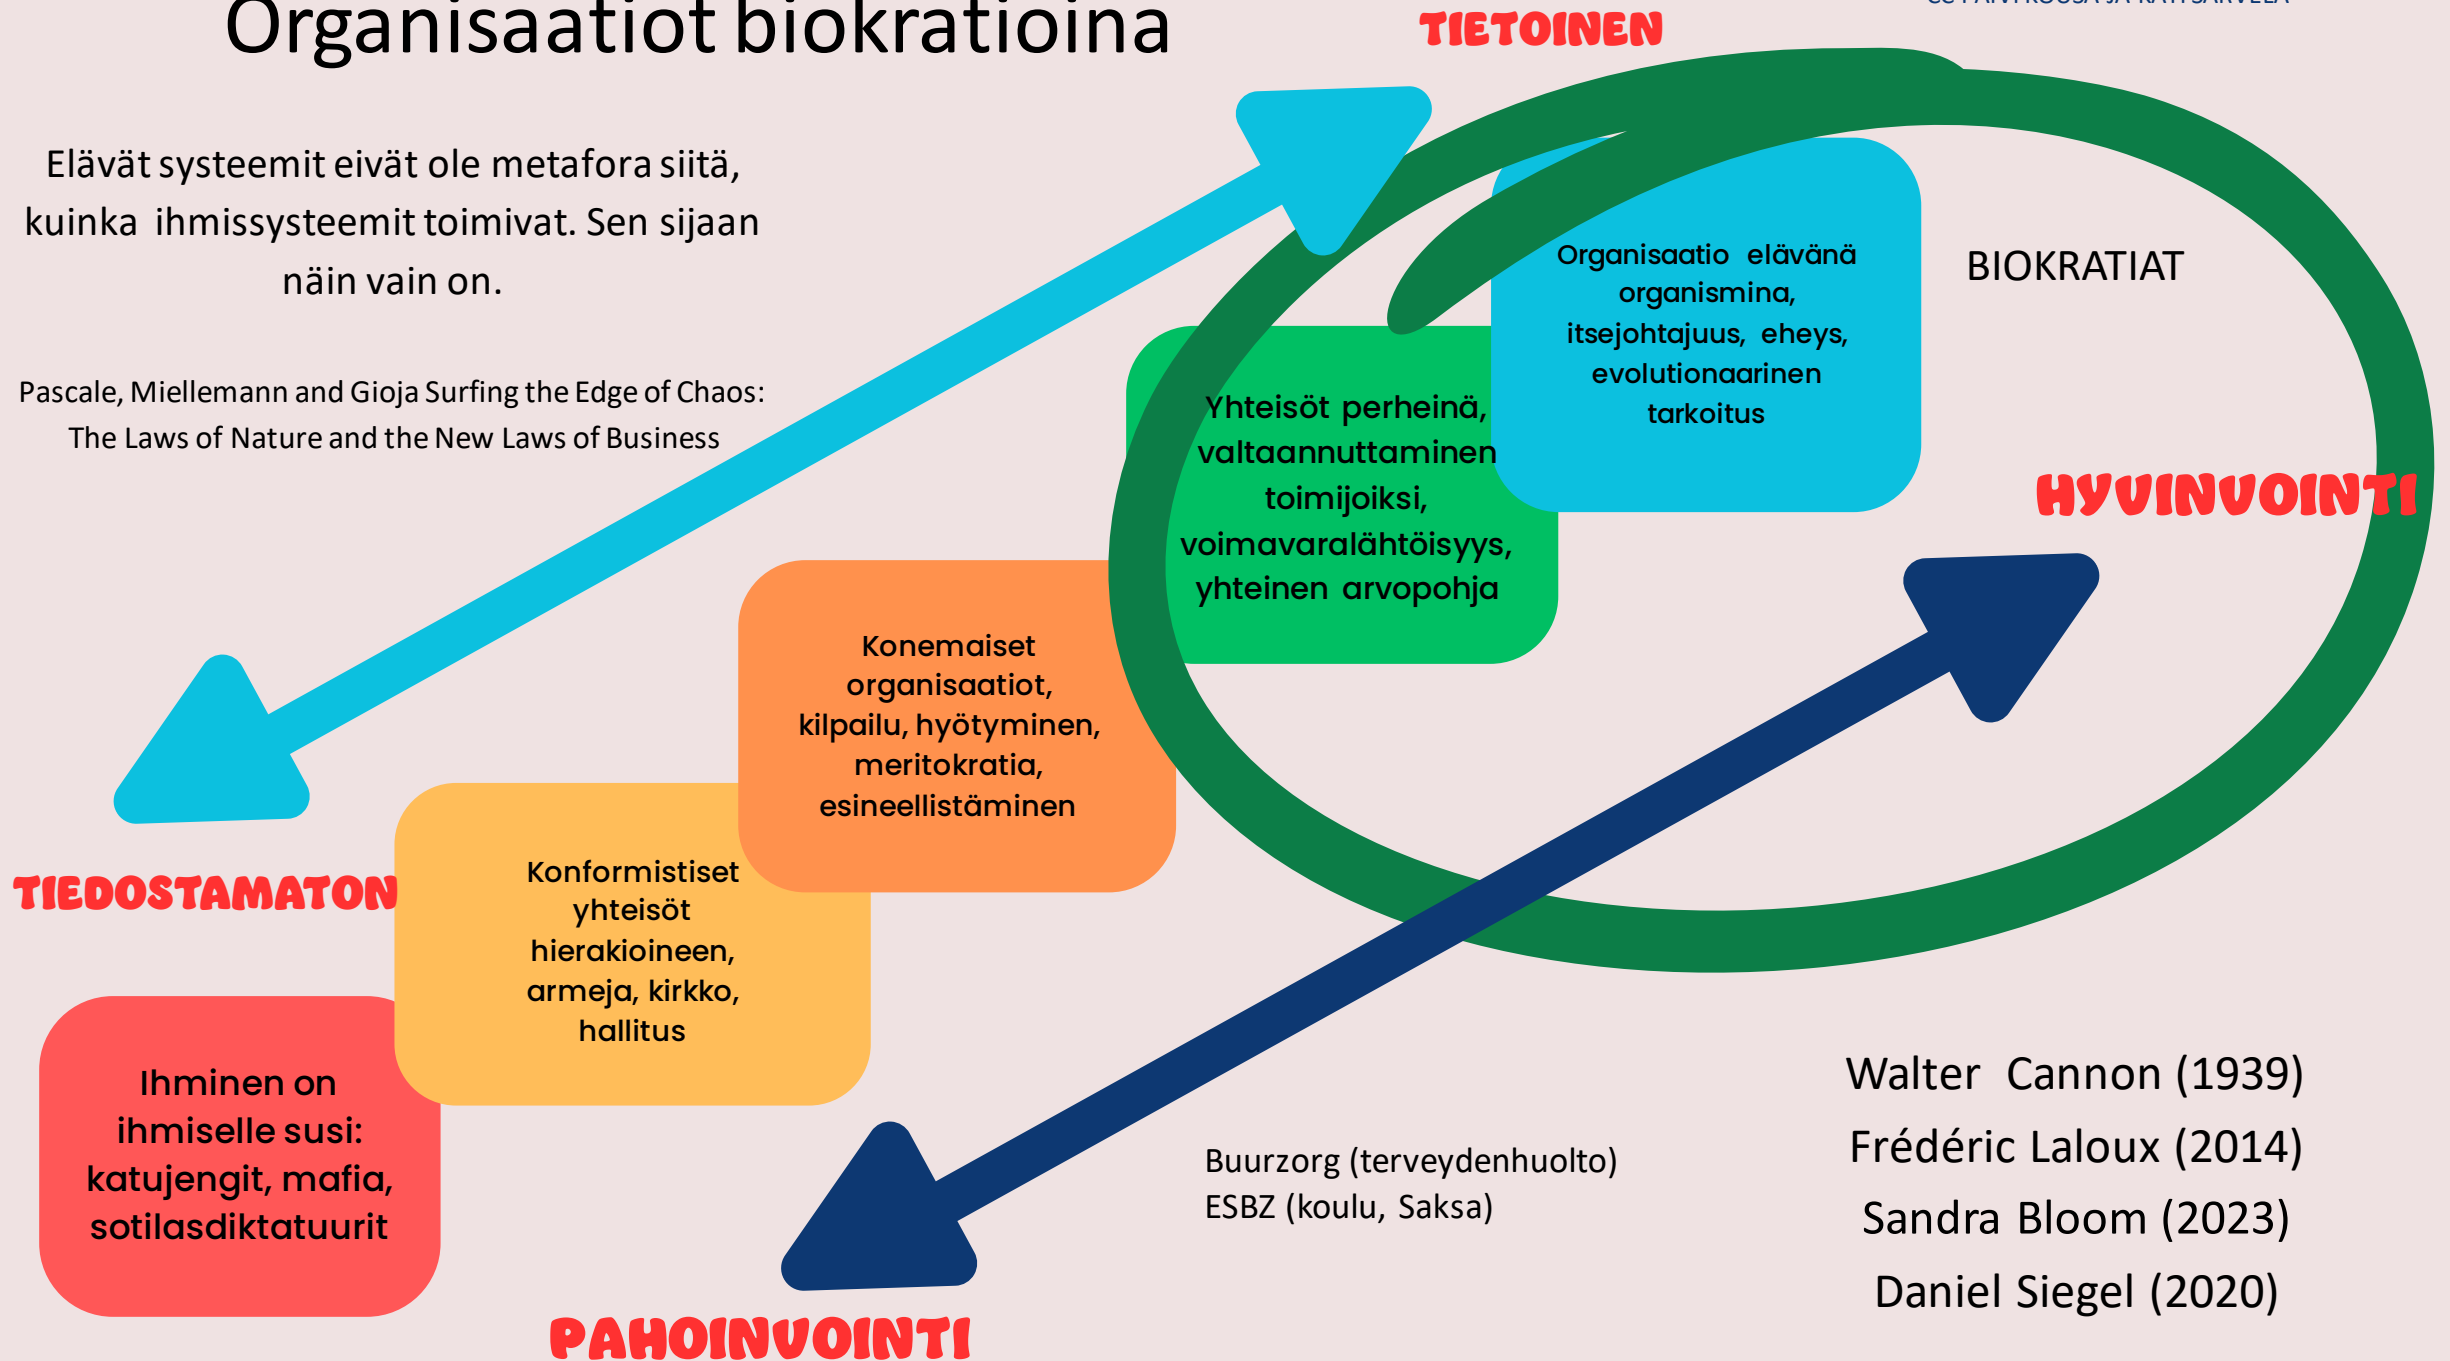 Organisaatiot biokratioina
TIETOINEN
Elävät systeemit eivät ole metafora siitä,
kuinka ihmissysteemit toimivat. Sen sijaan
näin vain on.
Pascale, Miellemann and Gioja Surfing the Edge of Chaos:
The Laws of Nature and the New Laws of Business
Organisaatio elävänä
organismina,
itsejohtajuus, eheys,
evolutionaarinen
tarkoitus
BIOKRATIAT
Yhteisöt perheinä,
valtaannuttaminen
toimijoiksi,
voimavaralähtöisyys,
yhteinen arvopohja
HYVINVOINTI
Konemaiset
organisaatiot,
kilpailu, hyötyminen,
meritokratia,
esineellistäminen
TIEDOSTAMATON
Konformistiset
yhteisöt
hierakioineen,
armeja, kirkko,
hallitus
Ihminen on
ihmiselle susi:
katujengit, mafia,
sotilasdiktatuurit
PAHOINVOINTI
Buurzorg (terveydenhuolto)
ESBZ (koulu, Saksa)
Walter Cannon (1939)
Frédéric Laloux (2014)
Sandra Bloom (2023)
Daniel Siegel (2020)